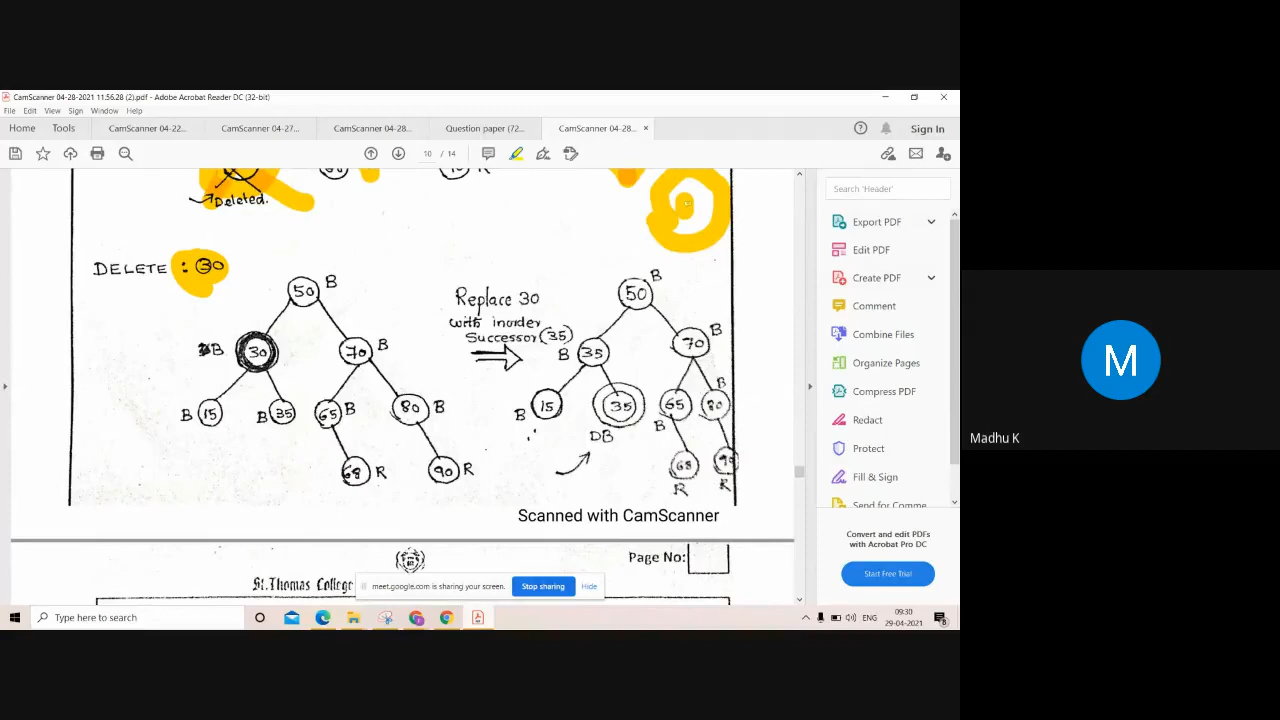 CamScanner 04-28-2021 11.56.28 (2).pdf - Adobe Acrobat Reader DC (32-bit)
File Edit View Sign Window Help
Home Tools CamScanner 04-22... CamScanner 04-27... CamScanner 04-28... Question paper (72... CamScanner 04-28... ×
Sign In
10 / 14
Search 'Header'
Export PDF
Edit PDF
Create PDF
Comment
Combine Files
Organize Pages
Compress PDF
Redact
Protect
Fill & Sign
Send for Comme
Convert and edit PDFs
with Acrobat Pro DC
Start Free Trial
R
Deleted.
DELETE : 30
50 B
B 30 70 B
B 15 B 35 65 B 80 B
68 R 90 R
Replace 30
with inorder
Successor (35)
50 B
B 35 70 B
B 15 35 65 80 B
DB B
68 90
R R
Scanned with CamScanner
Page No:
St.Thomas College
meet.google.com is sharing your screen. Stop sharing Hide
Type here to search
ENG
09:30
29-04-2021
8
M
Madhu K